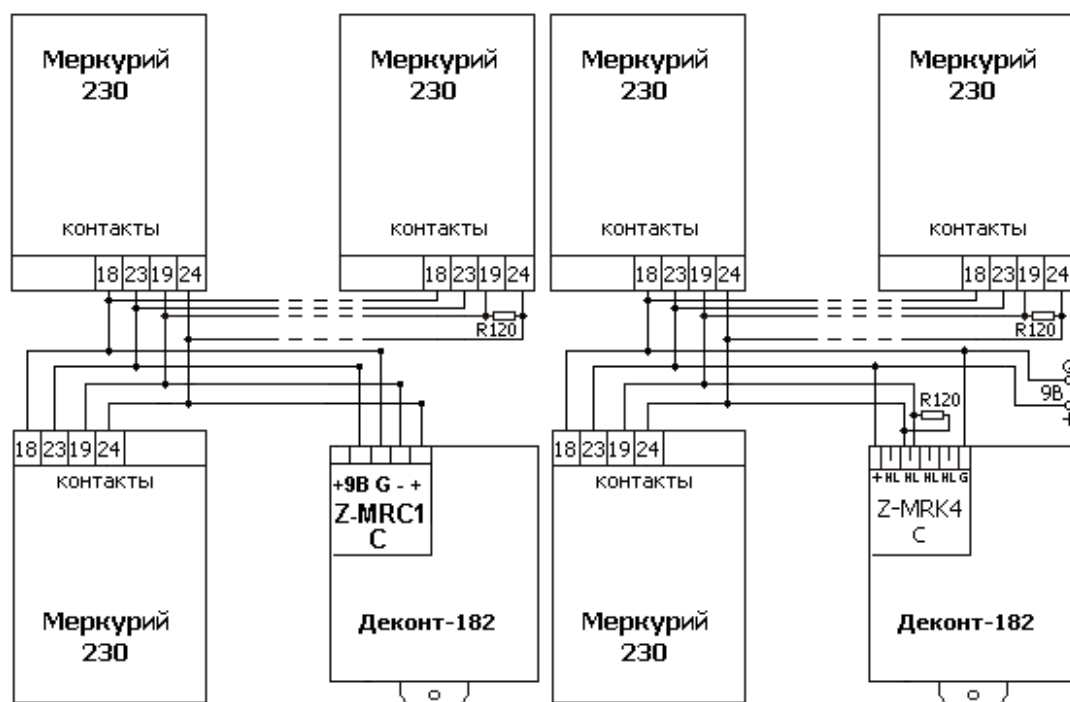 Меркурий
230
контакты
18 23 19 24
Меркурий
230
контакты
18 23 19 24
R120
Меркурий
230
контакты
18 23 19 24
Меркурий
230
контакты
18 23 19 24
R120
18 23 19 24
контакты
Меркурий
230
+9В G - +
Z-MRC1
C
Деконт-182
18 23 19 24
контакты
Меркурий
230
R120
9В
+
+ HL HL HL HL G
Z-MRK4
C
Деконт-182